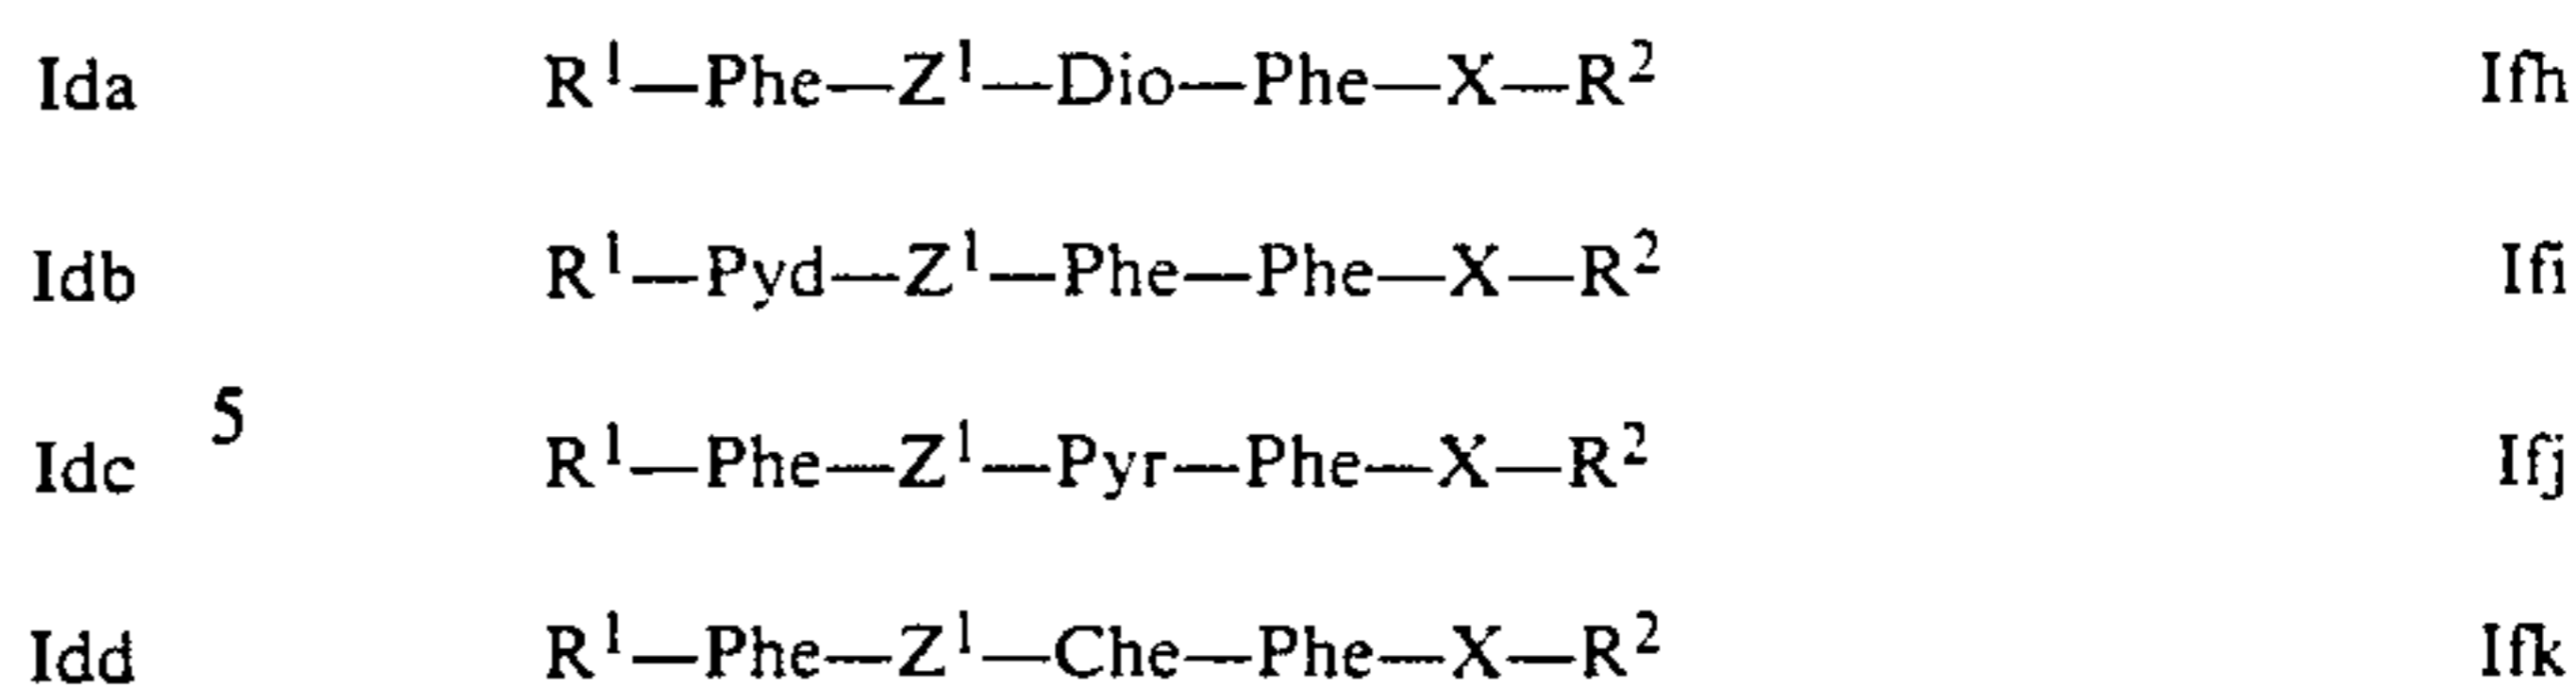 Ida R¹—Phe—Z¹—Dio—Phe—X—R² Ifh
Idb R¹—Pyd—Z¹—Phe—Phe—X—R² Ifi
5
Idc R¹—Phe—Z¹—Pyr—Phe—X—R² Ifj
Idd R¹—Phe—Z¹—Che—Phe—X—R² Ifk